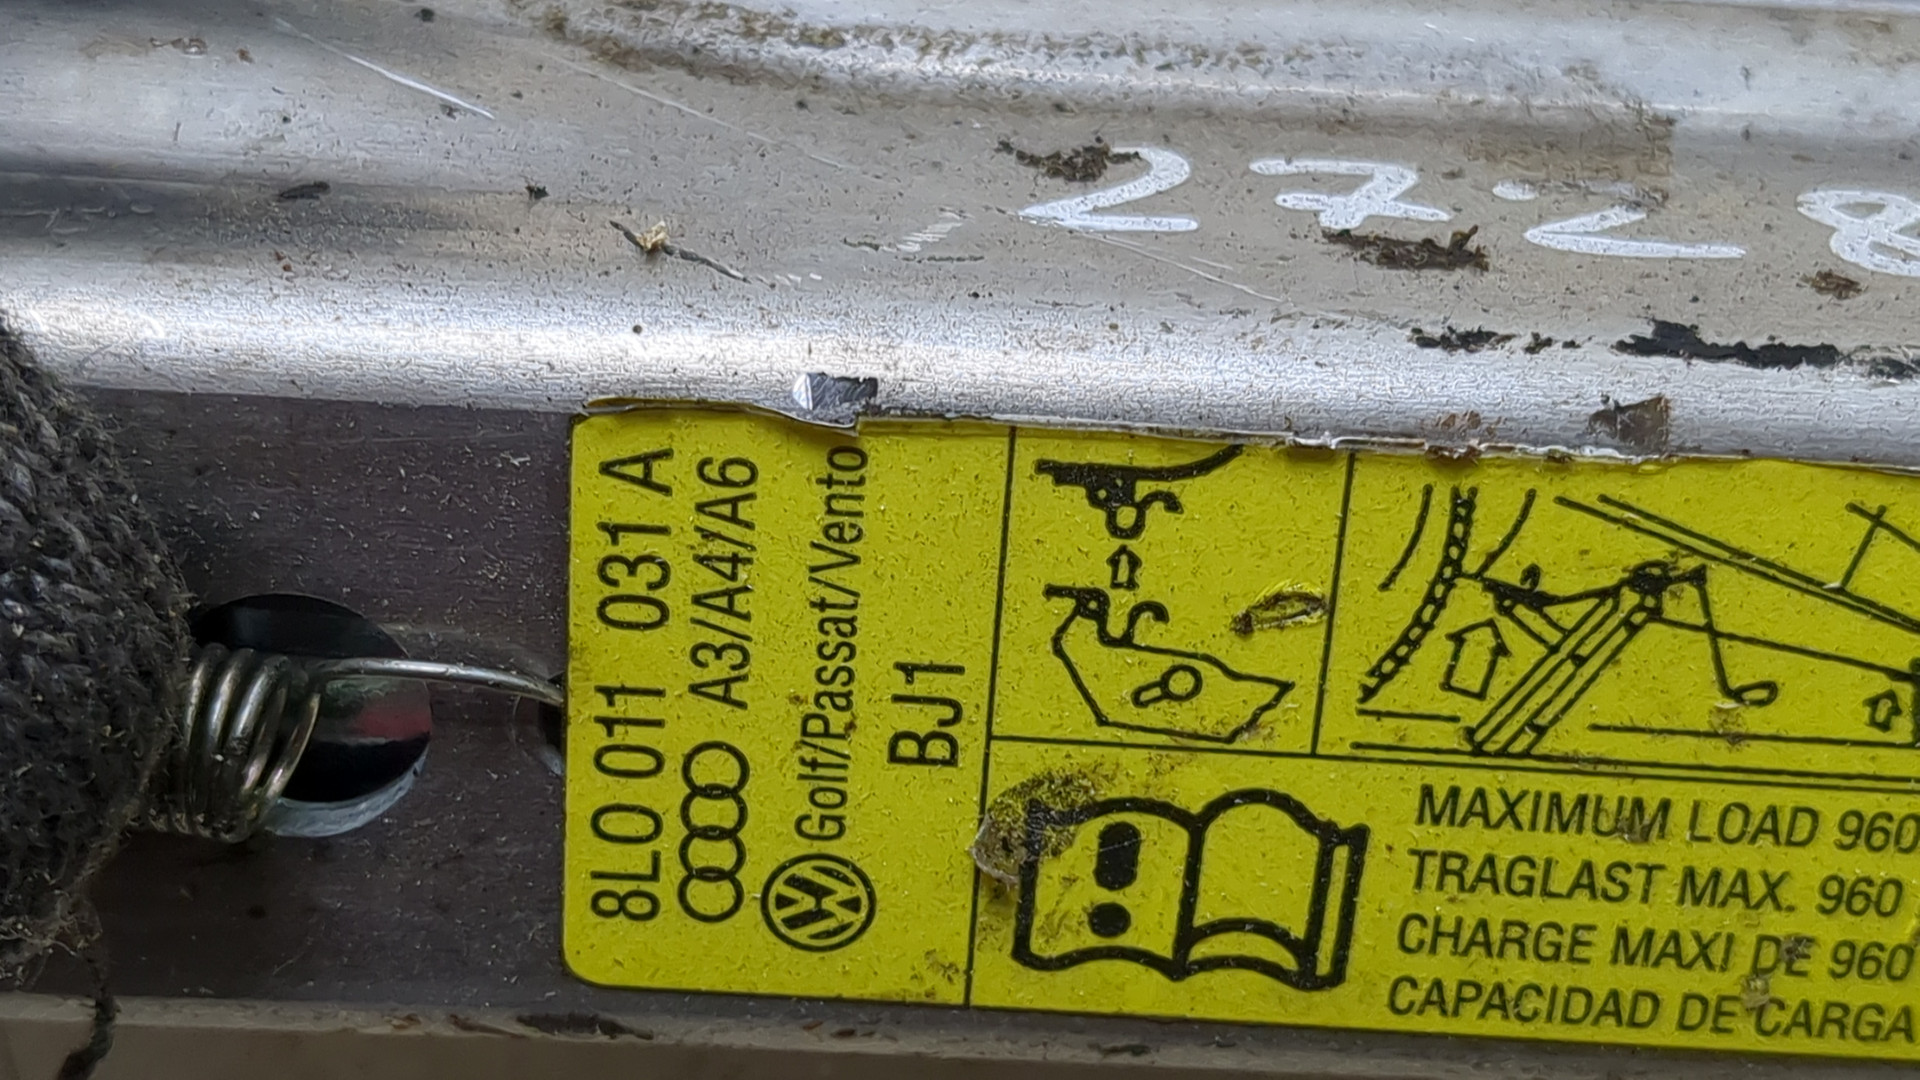 2728
8L0 011 031 A
A3/A4/A6
Golf/Passat/Vento
BJ1
MAXIMUM LOAD 960
TRAGLAST MAX. 960
CHARGE MAXI DE 960
CAPACIDAD DE CARGA